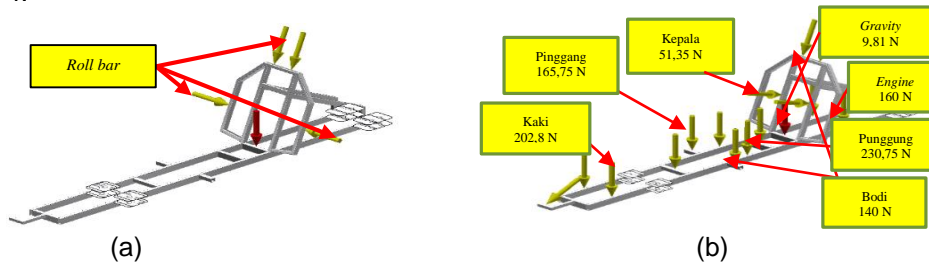 Roll bar
(a)
Pinggang
165,75 N
Kepala
51,35 N
Gravity
9,81 N
Engine
160 N
Kaki
202,8 N
Punggung
230,75 N
Bodi
140 N
(b)